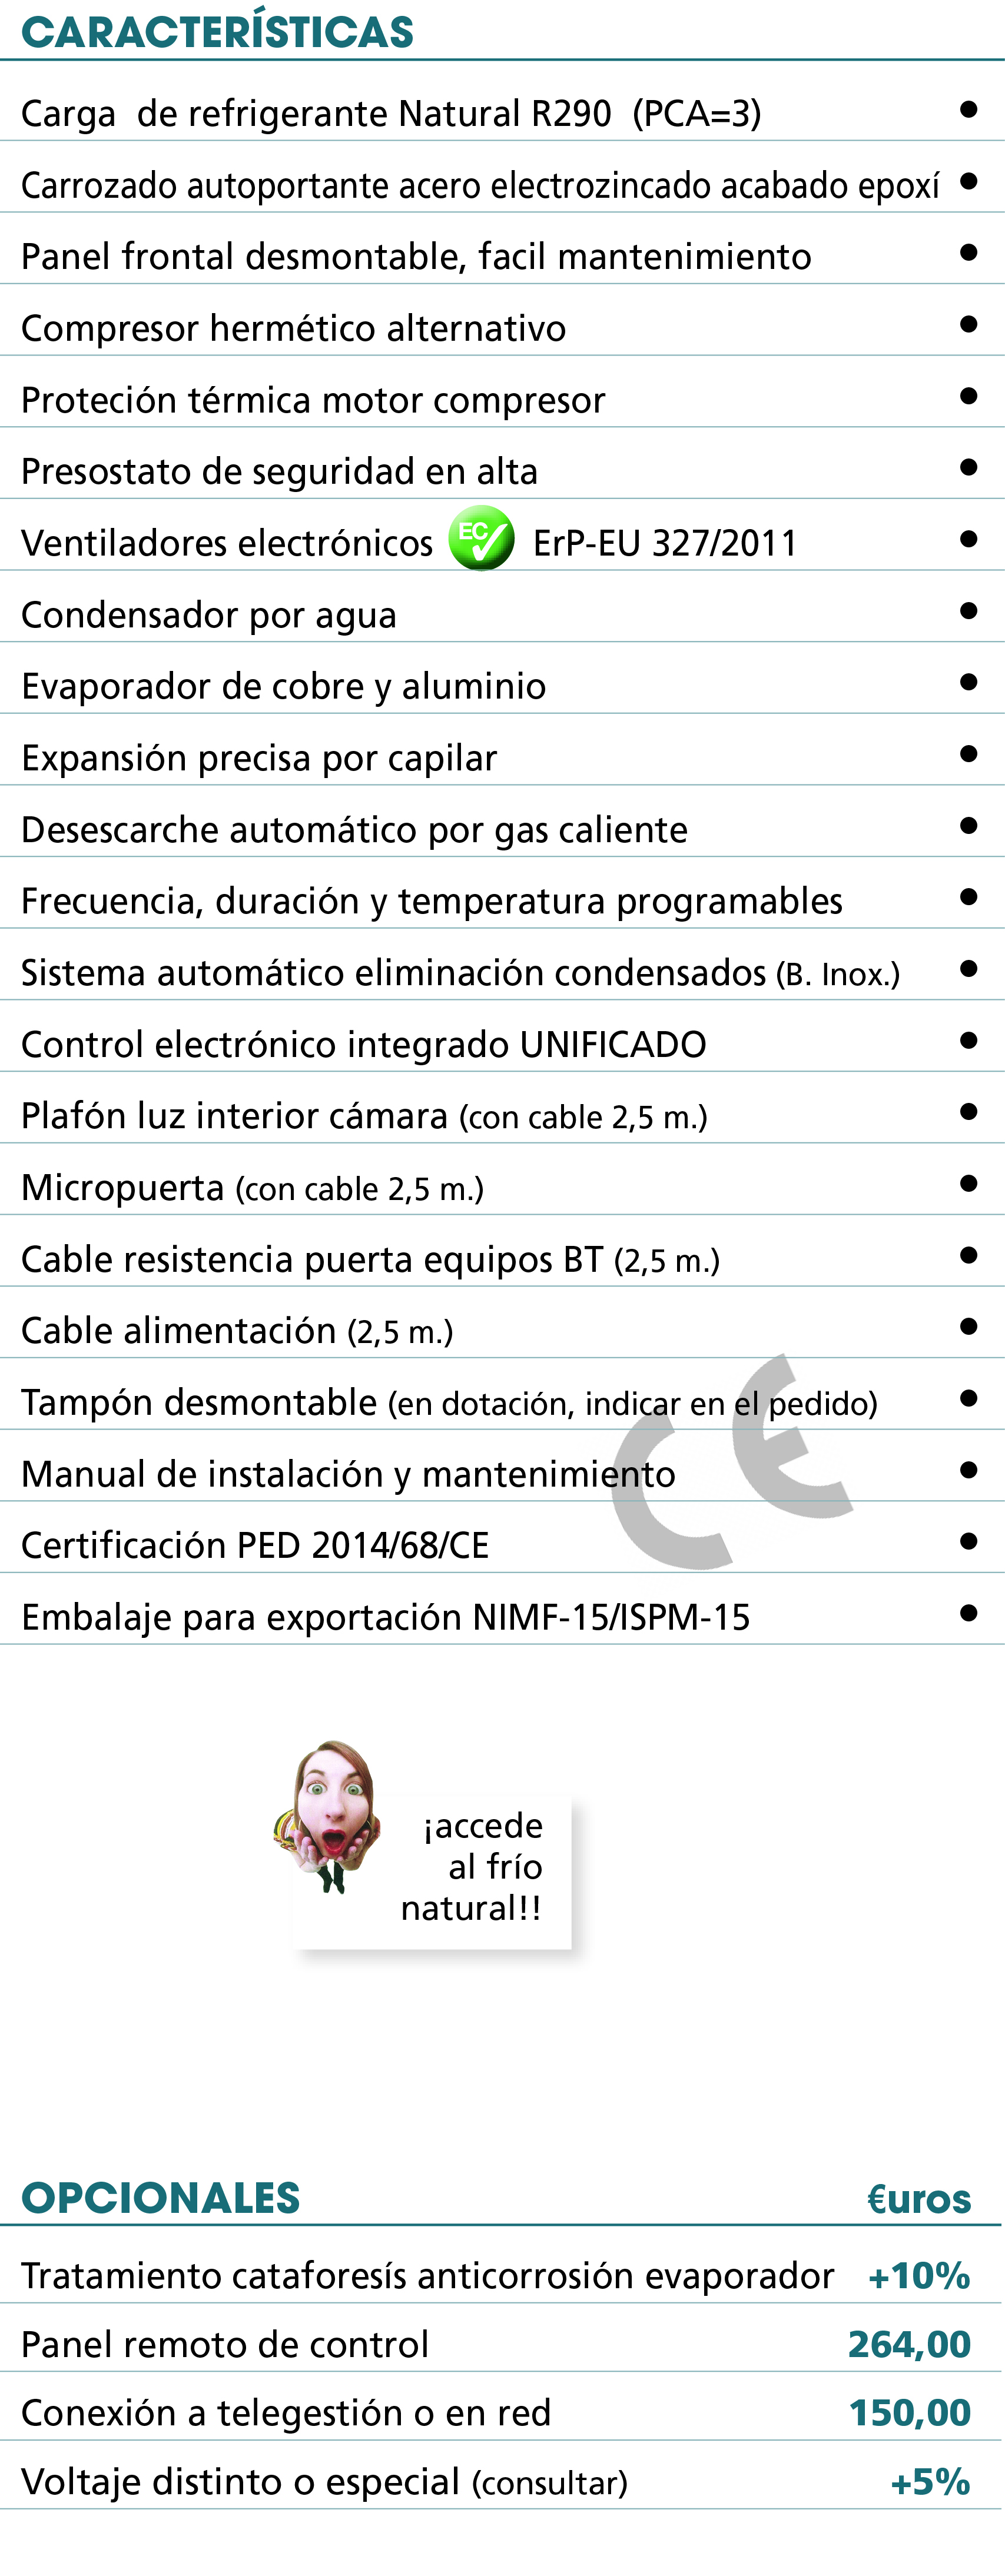 CARACTERÍSTICAS
Carga de refrigerante Natural R290 (PCA=3) ●
Carrozado autoportante acero electrozincado acabado epoxí ●
Panel frontal desmontable, facil mantenimiento ●
Compresor hermético alternativo ●
Proteción térmica motor compresor ●
Presostato de seguridad en alta ●
Ventiladores electrónicos EC ErP-EU 327/2011 ●
Condensador por agua ●
Evaporador de cobre y aluminio ●
Expansión precisa por capilar ●
Desescarche automático por gas caliente ●
Frecuencia, duración y temperatura programables ●
Sistema automático eliminación condensados (B. Inox.) ●
Control electrónico integrado UNIFICADO ●
Plafón luz interior cámara (con cable 2,5 m.) ●
Micropuerta (con cable 2,5 m.) ●
Cable resistencia puerta equipos BT (2,5 m.) ●
Cable alimentación (2,5 m.) ●
Tampón desmontable (en dotación, indicar en el pedido) ●
Manual de instalación y mantenimiento ●
CE
Certificación PED 2014/68/CE ●
Embalaje para exportación NIMF-15/ISPM-15 ●
¡accede
al frío
natural!!
OPCIONALES €uros
Tratamiento cataforesís anticorrosión evaporador +10%
Panel remoto de control 264,00
Conexión a telegestión o en red 150,00
Voltaje distinto o especial (consultar) +5%